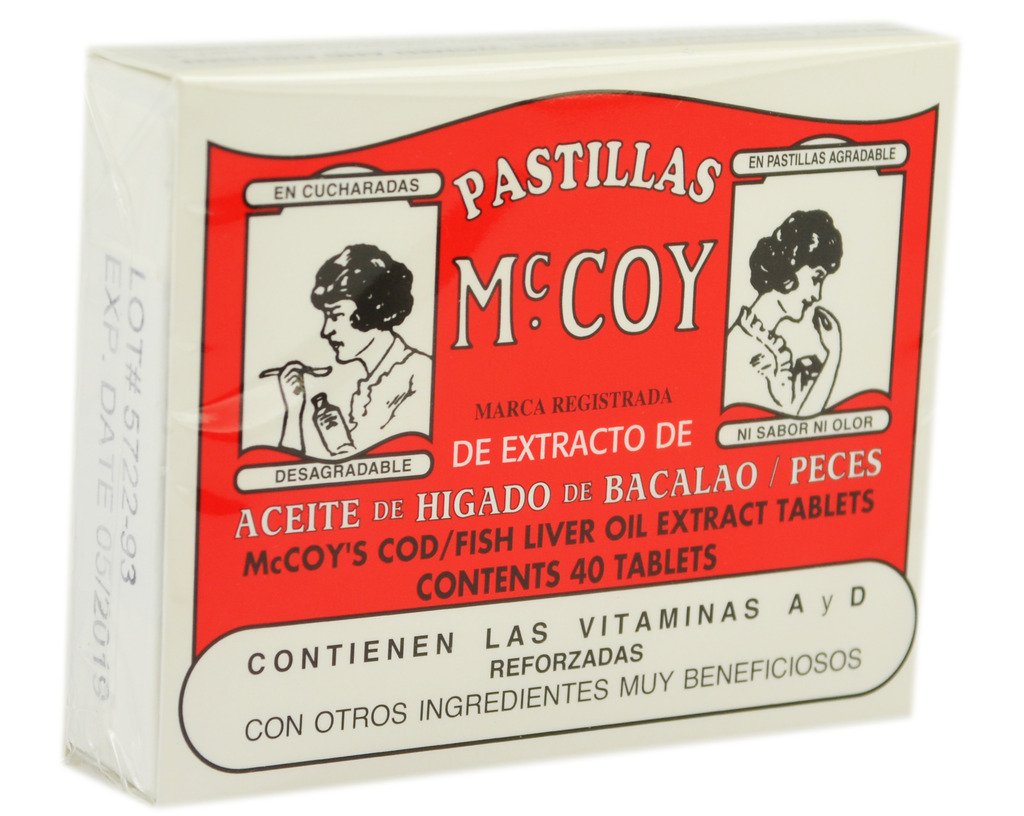 EN CUCHARADAS
DESAGRADABLE
PASTILLAS
McCOY
MARCA REGISTRADA
EN PASTILLAS AGRADABLE
NI SABOR NI OLOR
DE EXTRACTO DE
ACEITE DE HIGADO DE BACALAO / PECES
McCOY'S COD/FISH LIVER OIL EXTRACT TABLETS
CONTENTS 40 TABLETS
CONTIENEN LAS VITAMINAS A y D
REFORZADAS
CON OTROS INGREDIENTES MUY BENEFICIOSOS
LOT# 5722-93
EXP. DATE 05/2019